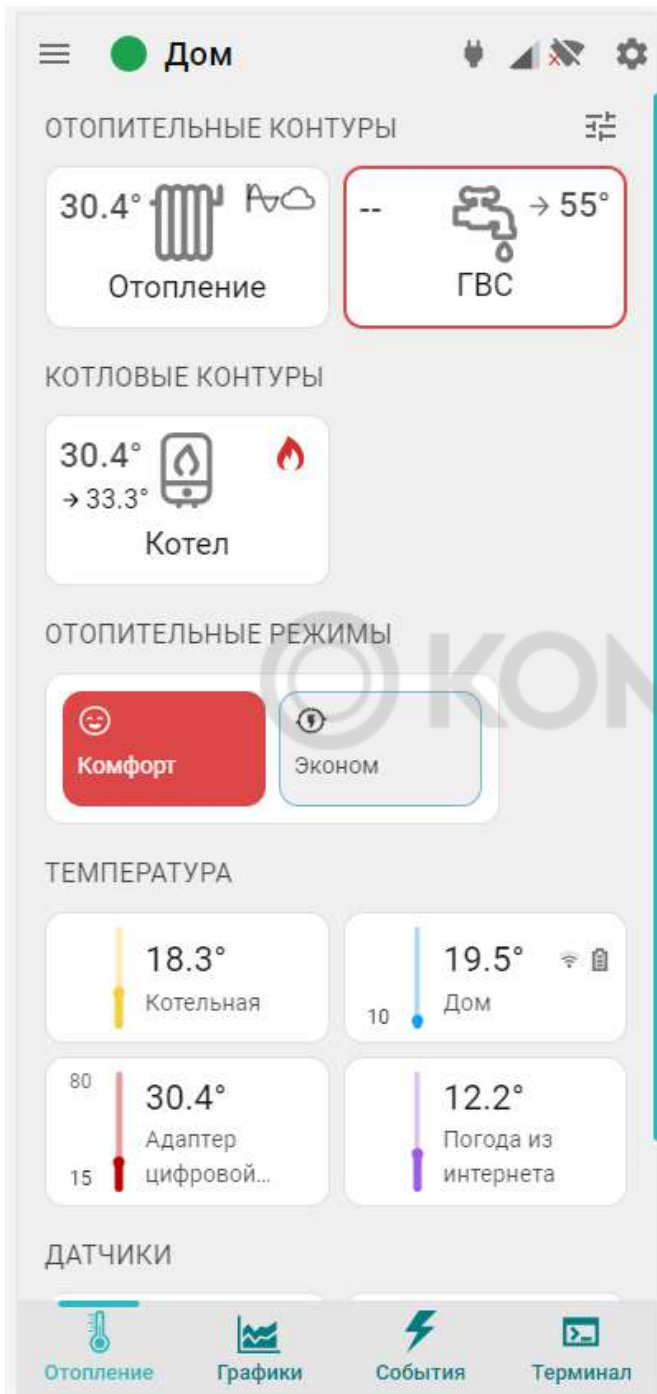 Дом
ОТОПИТЕЛЬНЫЕ КОНТУРЫ
30.4°
Отопление
-- → 55°
ГВС
КОТЛОВЫЕ КОНТУРЫ
30.4°
→ 33.3°
Котел
ОТОПИТЕЛЬНЫЕ РЕЖИМЫ
KON
Комфорт
Эконом
ТЕМПЕРАТУРА
18.3°
Котельная
19.5°
10
Дом
80
30.4°
Адаптер
15 цифровой...
12.2°
Погода из
интернета
ДАТЧИКИ
Отопление
Графики
События
Терминал